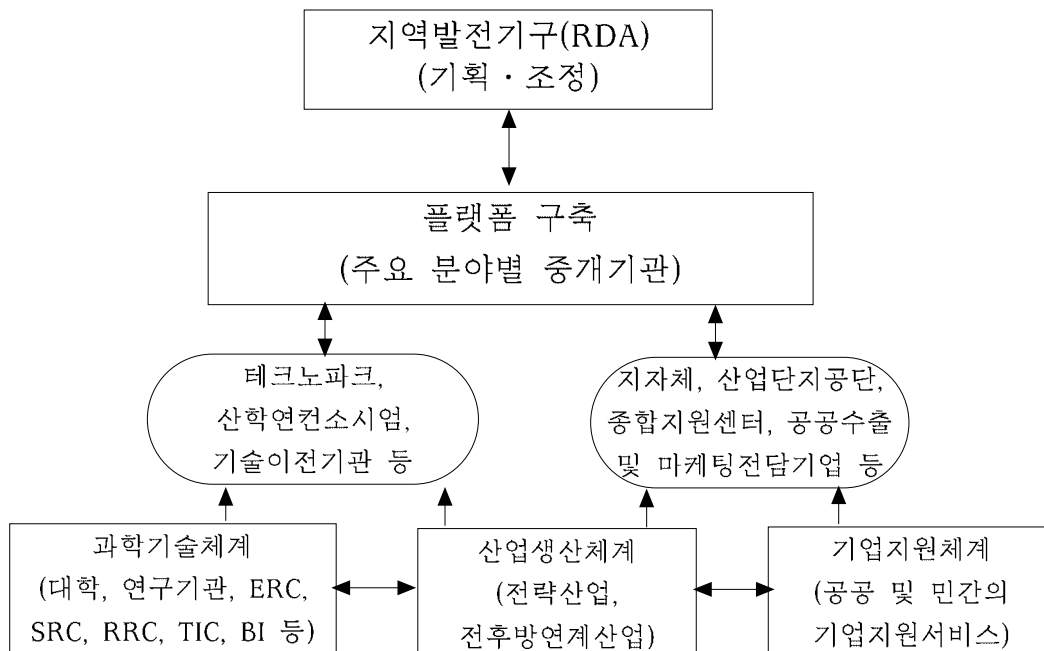 지역발전기구(RDA)
(기획 · 조정)
플랫폼 구축
(주요 분야별 중개기관)
테크노파크,
산학연컨소시엄,
기술이전기관 등
지자체, 산업단지공단,
종합지원센터, 공공수출
및 마케팅전담기업 등
과학기술체계
(대학, 연구기관, ERC,
SRC, RRC, TIC, BI 등)
산업생산체계
(전략산업,
전후방연계산업)
기업지원체계
(공공 및 민간의
기업지원서비스)